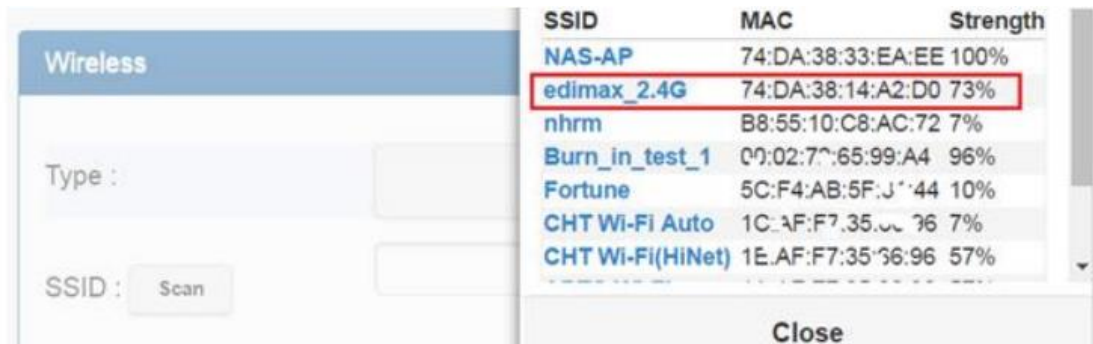 SSID MAC Strength
Wireless
NAS-AP 74:DA:38:33:EA:EE 100%
edimax_2.4G 74:DA:38:14:A2:D0 73%
nhrm B8:55:10:C8:AC:72 7%
Burn_in_test_1 96%
Type :
Fortune 10%
CHT Wi-Fi Auto 7%
CHT Wi-Fi(HiNet) 57%
SSID : Scan
Close